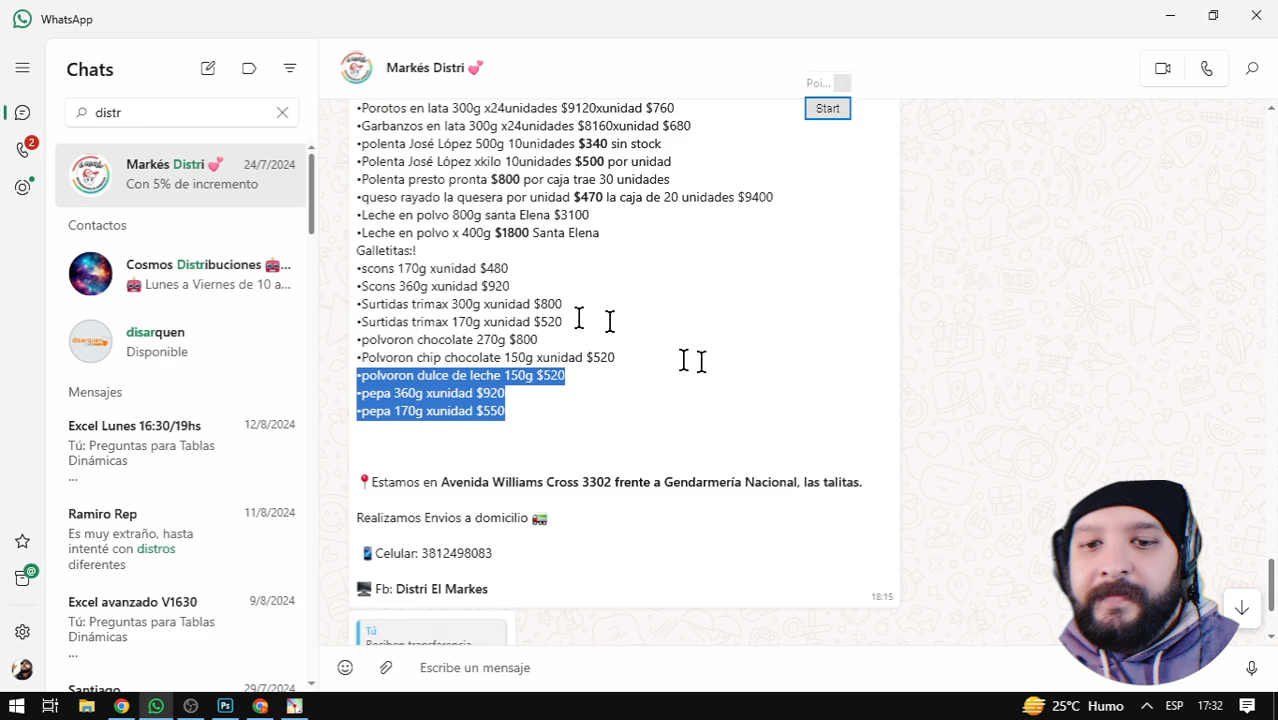 WhatsApp
Chats
distr
Markés Distri 💕 24/7/2024
Con 5% de incremento
Contactos
Cosmos Distribuciones 🤖...
🤖 Lunes a Viernes de 10 a...
disarquen
Disponible
Mensajes
Excel Lunes 16:30/19hs 12/8/2024
Tú: Preguntas para Tablas
Dinámicas
...
Ramiro Rep 11/8/2024
Es muy extraño, hasta
intenté con distros
diferentes
Excel avanzado V1630 9/8/2024
Tú: Preguntas para Tablas
Dinámicas
...
Santiago 29/7/2024
2
@
Markés Distri 💕
Poi...
Start
•Porotos en lata 300g x24unidades $9120xunidad $760
•Garbanzos en lata 300g x24unidades $8160xunidad $680
•polenta José López 500g 10unidades $340 sin stock
•Polenta José López xkilo 10unidades $500 por unidad
•Polenta presto pronta $800 por caja trae 30 unidades
•queso rayado la quesera por unidad $470 la caja de 20 unidades $9400
•Leche en polvo 800g santa Elena $3100
•Leche en polvo x 400g $1800 Santa Elena
Galletitas:!
•scons 170g xunidad $480
•Scons 360g xunidad $920
•Surtidas trimax 300g xunidad $800
•Surtidas trimax 170g xunidad $520
•polvoron chocolate 270g $800
•Polvoron chip chocolate 150g xunidad $520
•polvoron dulce de leche 150g $520
•pepa 360g xunidad $920
•pepa 170g xunidad $550
📍Estamos en Avenida Williams Cross 3302 frente a Gendarmería Nacional, las talitas.
Realizamos Envios a domicilio 🚛
📱Celular: 3812498083
🖥 Fb: Distri El Markes
18:15
Tú
Reciben transferencia
Escribe un mensaje
25°C Humo
ESP
17:32